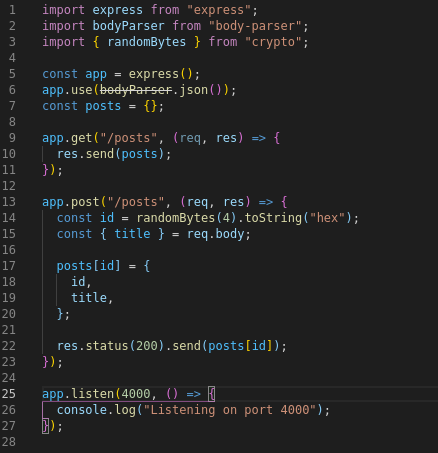 1 import express from "express";
2 import bodyParser from "body-parser";
3 import { randomBytes } from "crypto";
4
5 const app = express();
6 app.use(bodyParser.json());
7 const posts = {};
8
9 app.get("/posts", (req, res) => {
10   res.send(posts);
11 });
12
13 app.post("/posts", (req, res) => {
14   const id = randomBytes(4).toString("hex");
15   const { title } = req.body;
16
17   posts[id] = {
18     id,
19     title,
20   };
21
22   res.status(200).send(posts[id]);
23 });
24
25 app.listen(4000, () => {
26   console.log("Listening on port 4000");
27 });
28